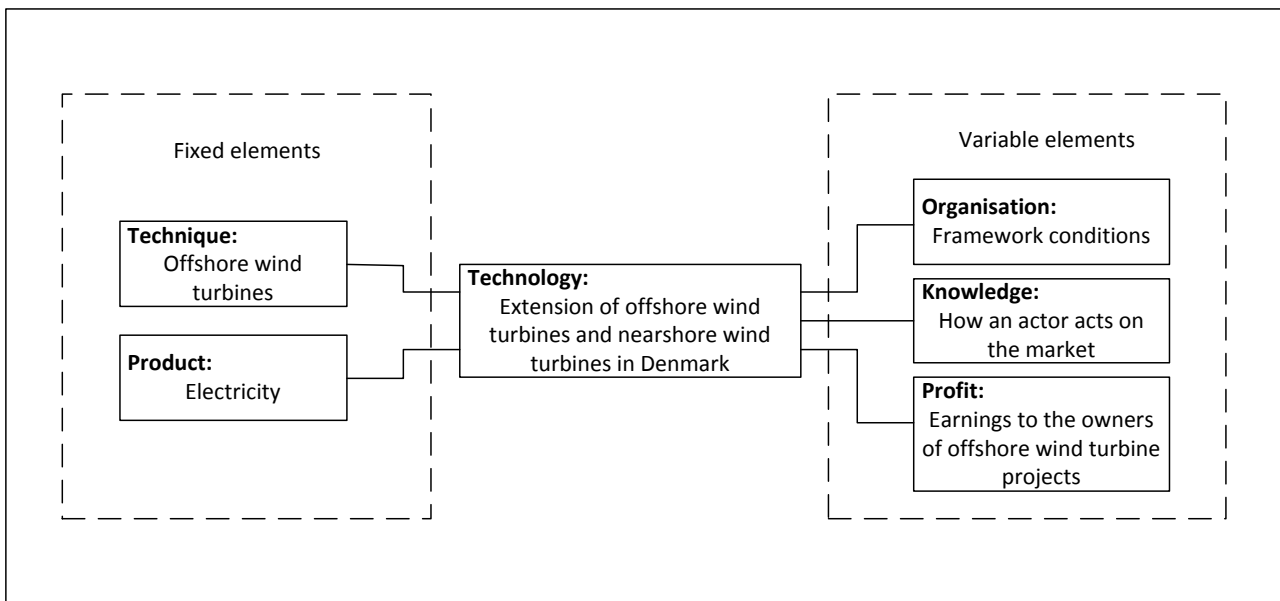 Fixed elements
Technique:
Offshore wind
turbines
Product:
Electricity
Technology:
Extension of offshore wind
turbines and nearshore wind
turbines in Denmark
Variable elements
Organisation:
Framework conditions
Knowledge:
How an actor acts on
the market
Profit:
Earnings to the owners
of offshore wind turbine
projects